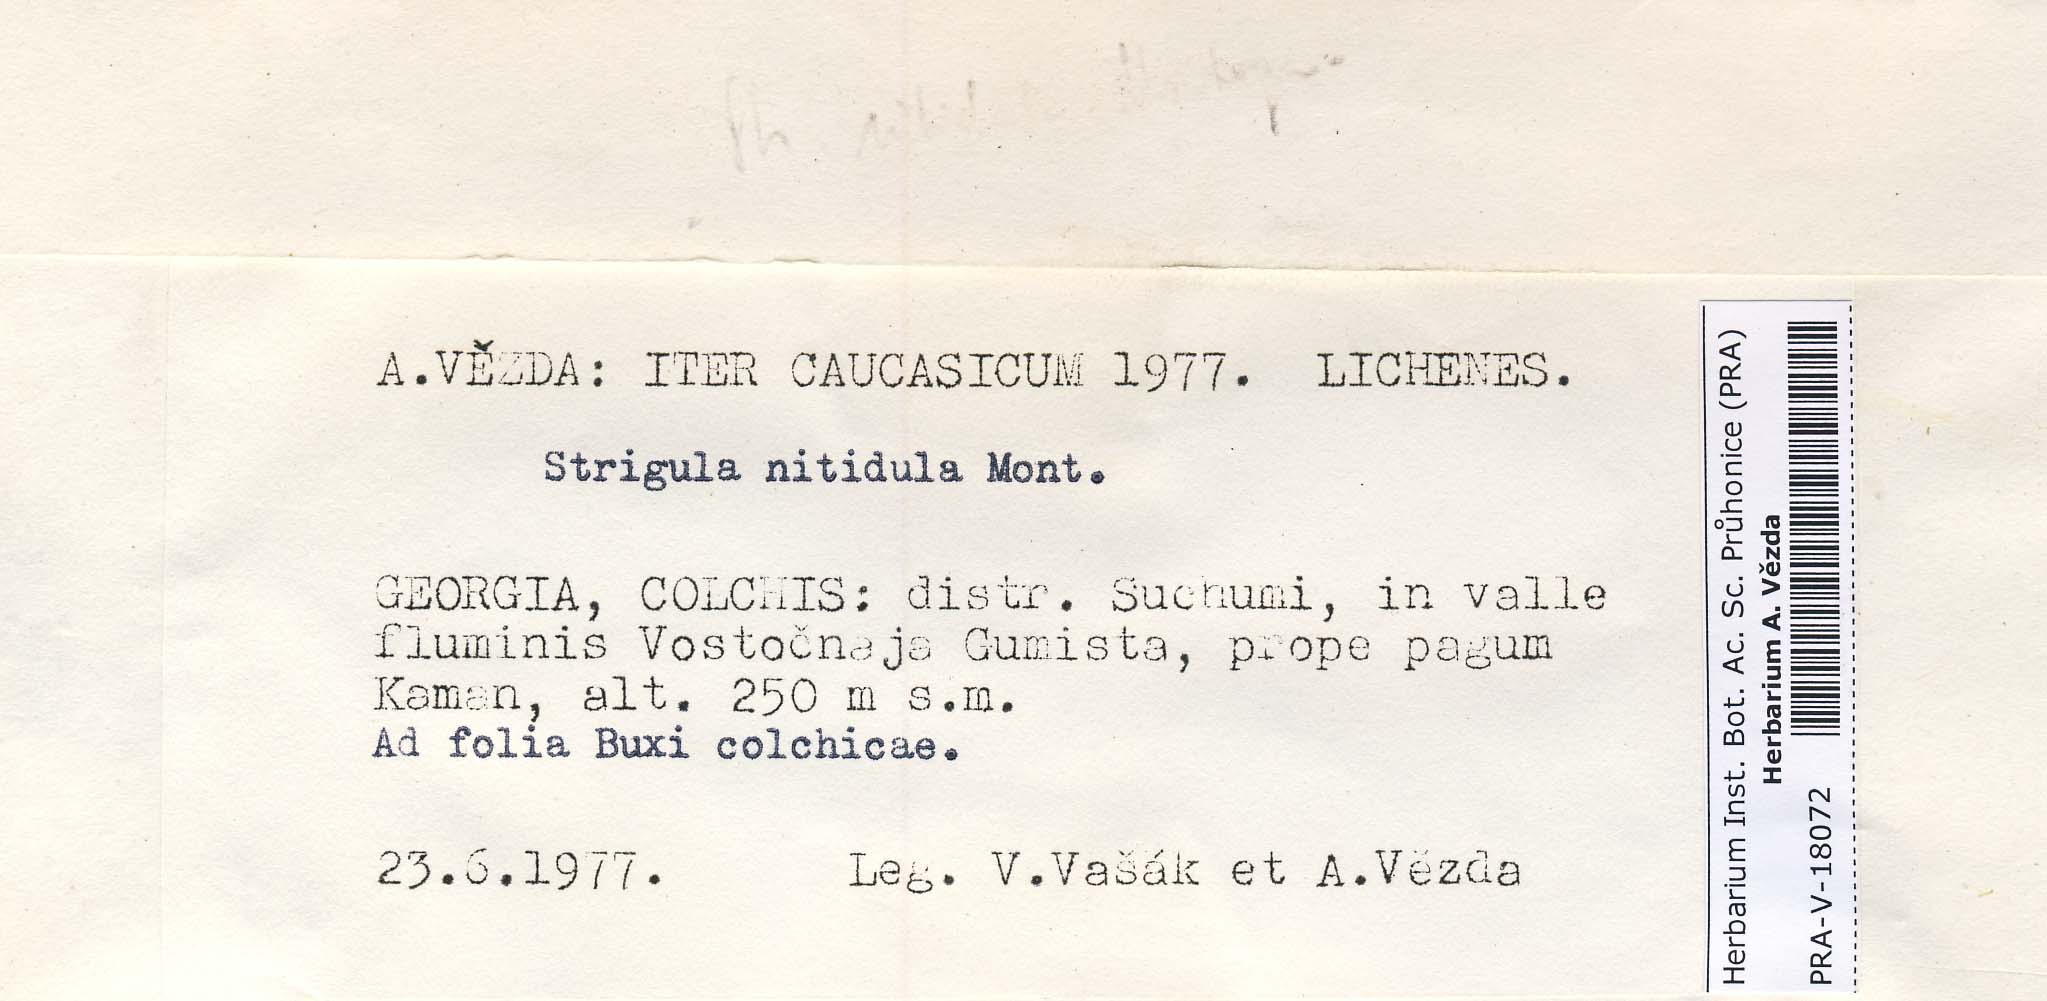 A.VĚZDA: ITER CAUCASICUM 1977. LICHENES.
Strigula nitidula Mont.
GEORGIA, COLCHIS: distr. Suchumi, in valle
fluminis Vostočnaja Gumista, prope pagum
Kaman, alt. 250 m s.m.
Ad folia Buxi colchicae.
23.6.1977. Leg. V.Vašák et A.Vězda
Herbarium Inst. Bot. Ac. Sc. Průhonice (PRA)
Herbarium A. Vězda
PRA-V-18072